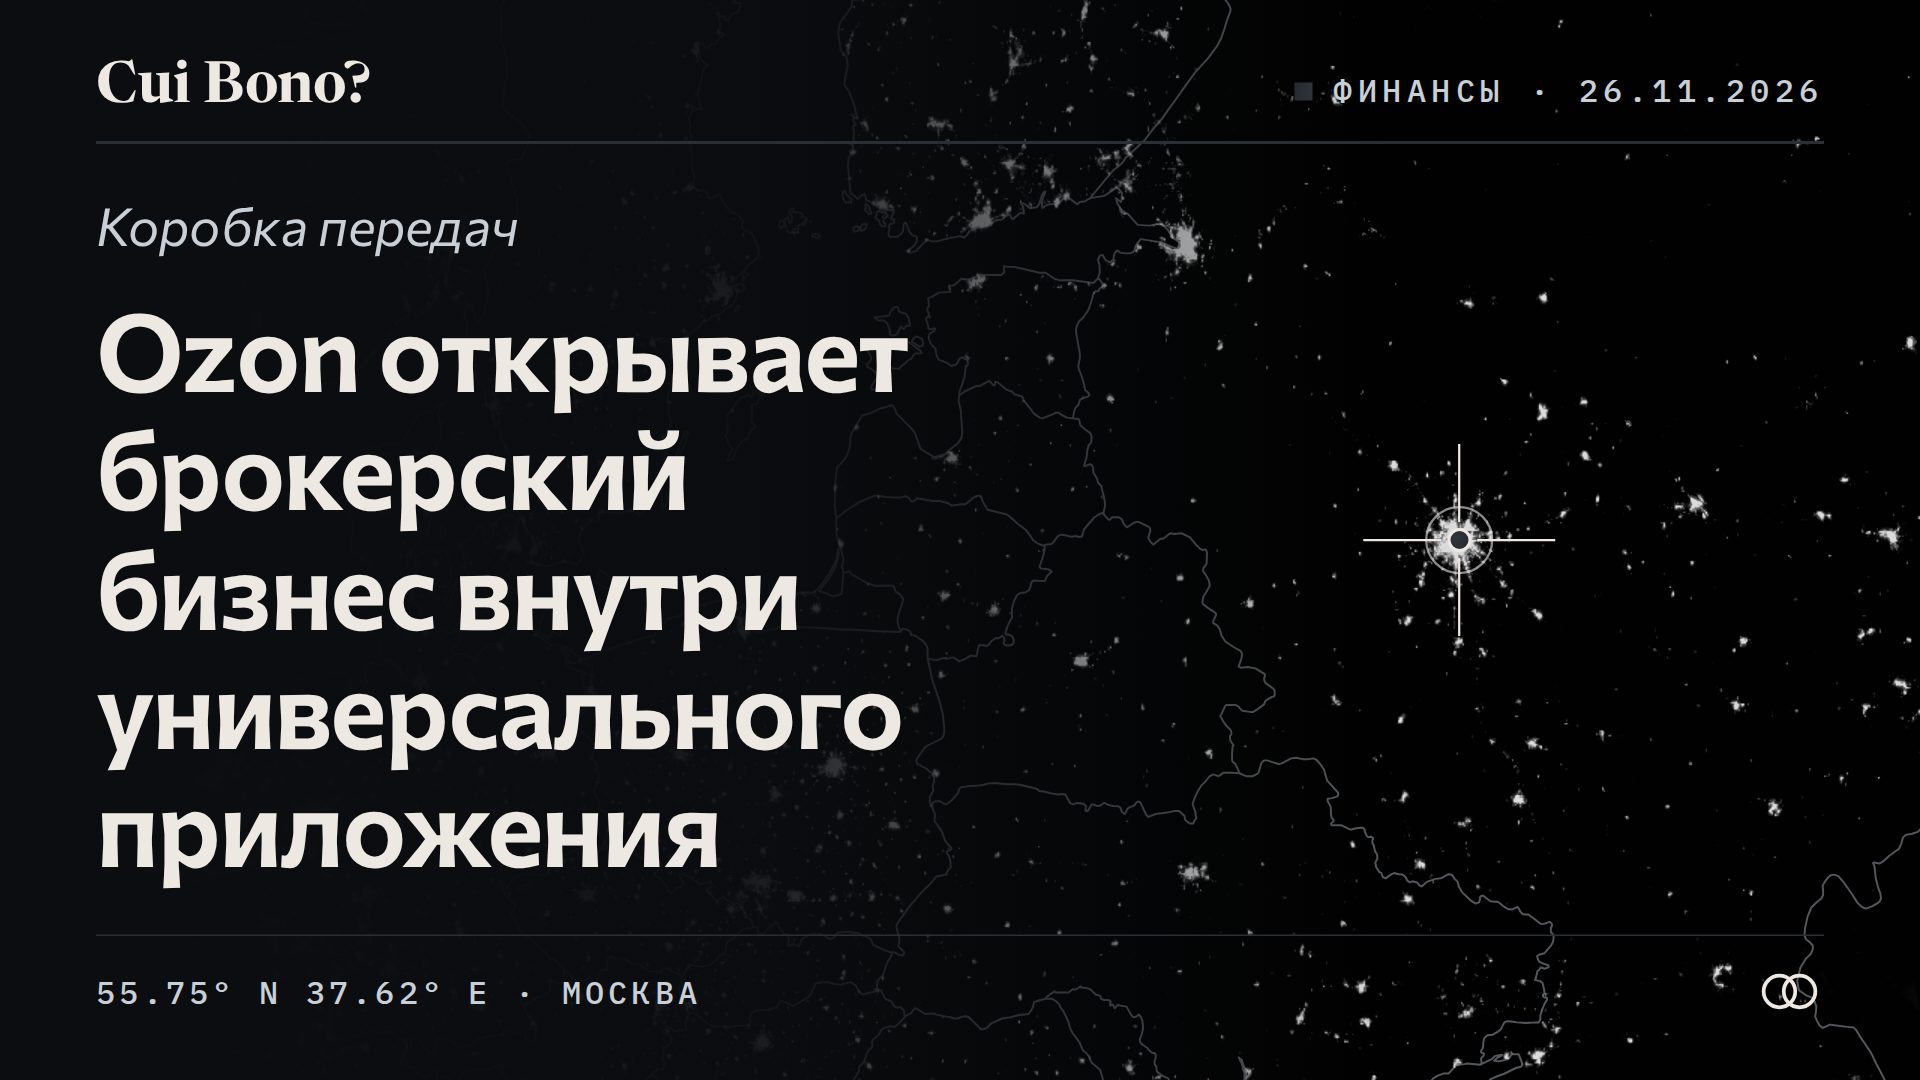 Cui Bono?
ФИНАНСЫ · 26.11.2026
Коробка передач
Ozon открывает
брокерский
бизнес внутри
универсального
приложения
55.75° N 37.62° E · МОСКВА